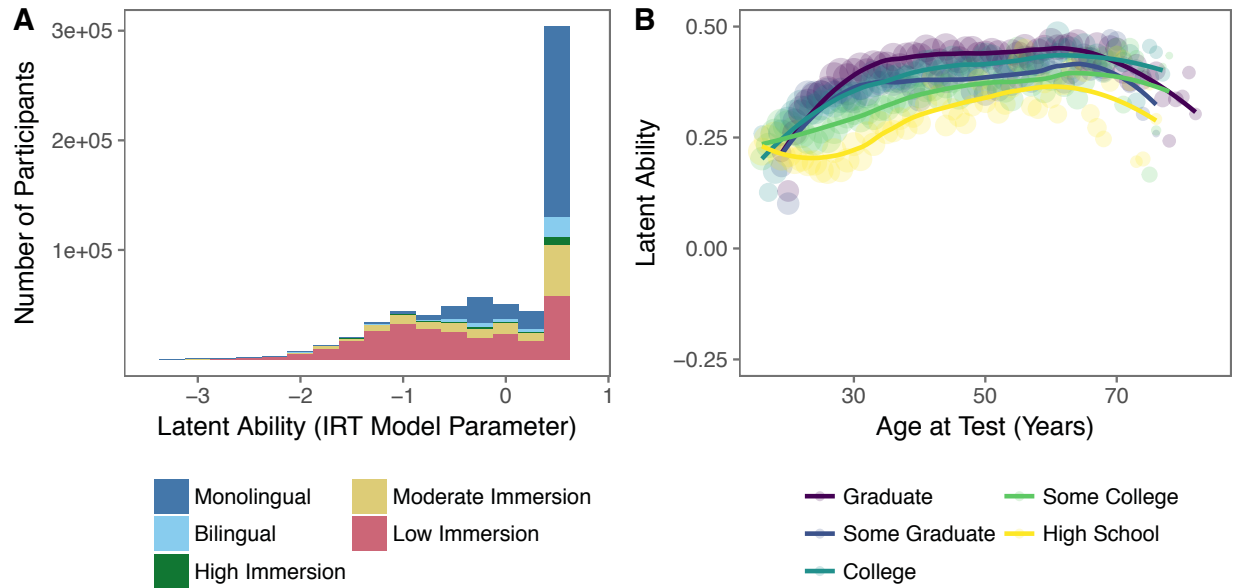 A
3e+05
2e+05
1e+05
Number of Participants
−3 −2 −1 0 1
Latent Ability (IRT Model Parameter)
Monolingual
Bilingual
High Immersion
Moderate Immersion
Low Immersion
B
0.50
0.25
0.00
−0.25
Latent Ability
30 50 70
Age at Test (Years)
Graduate
Some Graduate
College
Some College
High School